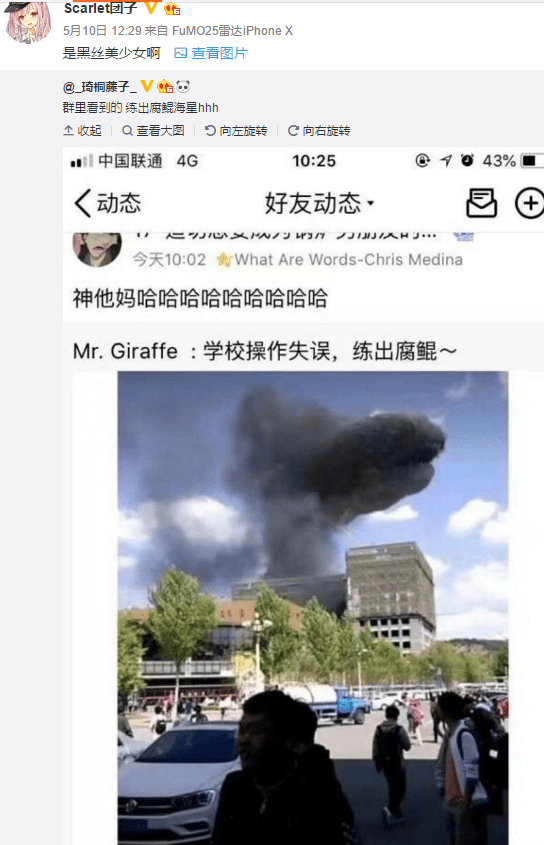 Scarlet团子
5月10日 12:29 来自 FuMO25雷达iPhone X
是黑丝美少女啊 查看图片
@_琦桐藤子_
群里看到的 练出腐鲲海星hhh
收起 查看大图 向左旋转 向右旋转
中国联通 4G 10:25 43%
动态 好友动态
今天10:02 What Are Words-Chris Medina
神他妈哈哈哈哈哈哈哈哈哈
Mr. Giraffe ：学校操作失误，练出腐鲲～